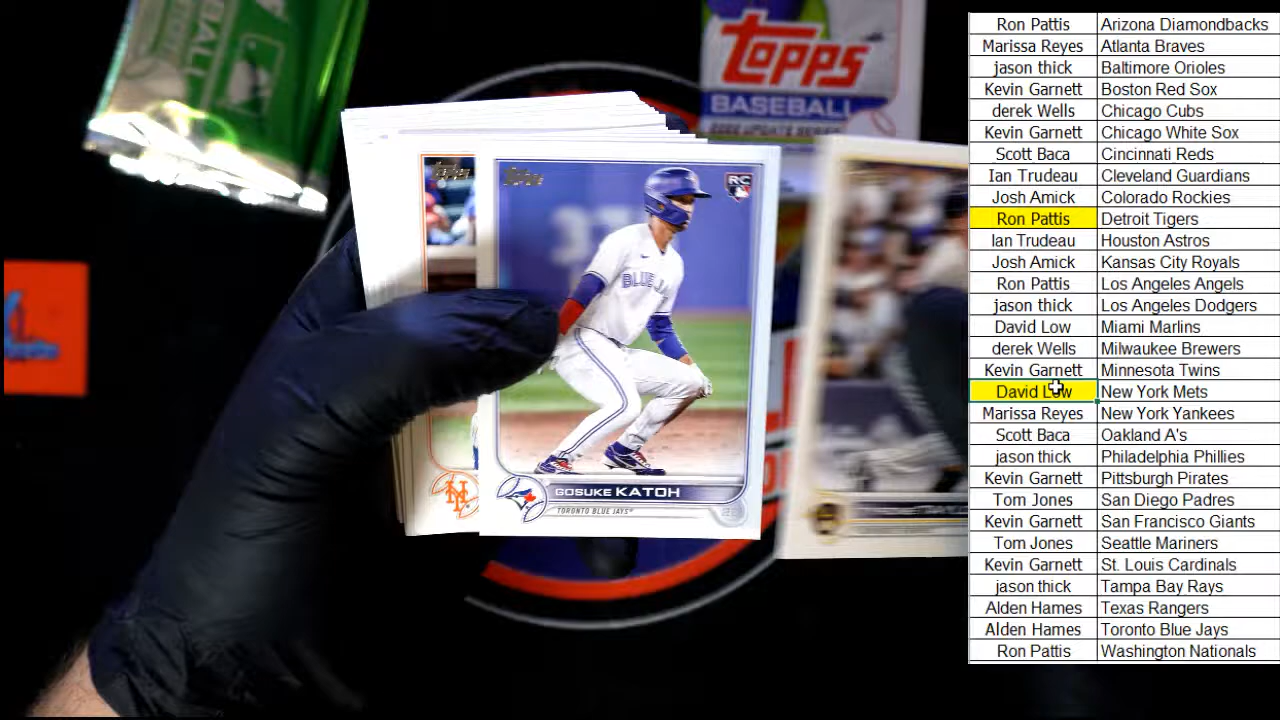 BALL
TOPPS
BASEBALL
2022 UPDATE SERIES
Topps
RC
BLUE JA
GOSUKE KATOH
TORONTO BLUE JAYS
NY
Ron Pattis Arizona Diamondbacks
Marissa Reyes Atlanta Braves
jason thick Baltimore Orioles
Kevin Garnett Boston Red Sox
derek Wells Chicago Cubs
Kevin Garnett Chicago White Sox
Scott Baca Cincinnati Reds
Ian Trudeau Cleveland Guardians
Josh Amick Colorado Rockies
Ron Pattis Detroit Tigers
Ian Trudeau Houston Astros
Josh Amick Kansas City Royals
Ron Pattis Los Angeles Angels
jason thick Los Angeles Dodgers
David Low Miami Marlins
derek Wells Milwaukee Brewers
Kevin Garnett Minnesota Twins
David Low New York Mets
Marissa Reyes New York Yankees
Scott Baca Oakland A's
jason thick Philadelphia Phillies
Kevin Garnett Pittsburgh Pirates
Tom Jones San Diego Padres
Kevin Garnett San Francisco Giants
Tom Jones Seattle Mariners
Kevin Garnett St. Louis Cardinals
jason thick Tampa Bay Rays
Alden Hames Texas Rangers
Alden Hames Toronto Blue Jays
Ron Pattis Washington Nationals